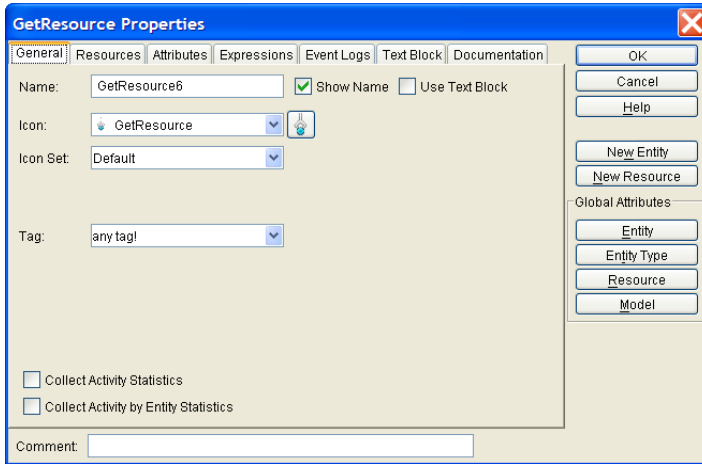 GetResource Properties
General Resources Attributes Expressions Event Logs Text Block Documentation
Name: GetResource6 Show Name Use Text Block
Icon: GetResource
Icon Set: Default
Tag: any tag!
Collect Activity Statistics
Collect Activity by Entity Statistics
Comment:
OK
Cancel
Help
New Entity
New Resource
Global Attributes
Entity
Entity Type
Resource
Model